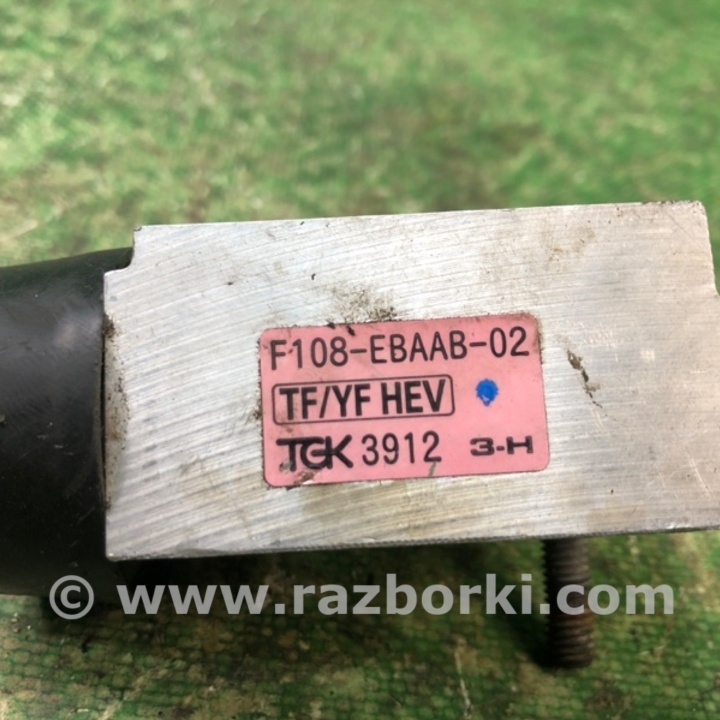 F108-EBAAB-02
TF/YF HEV
TGK 3912 3-H
© www.razborki.com